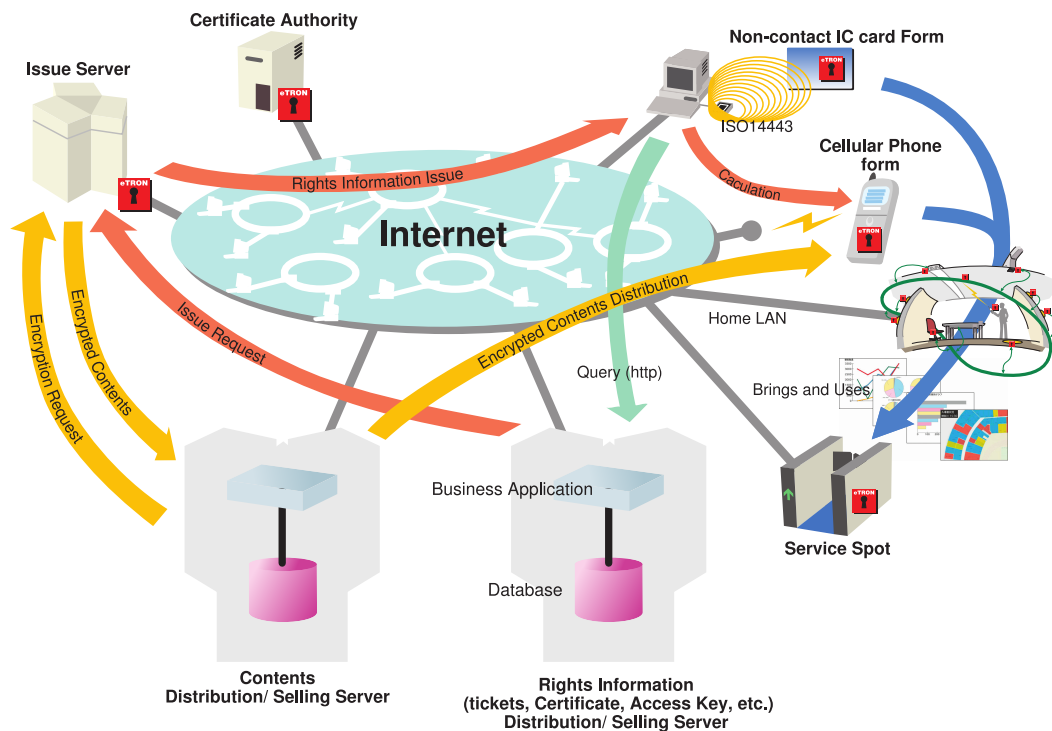 Certificate Authority
eTRON
Issue Server
eTRON
Non-contact IC card Form
eTRON
ISO14443
Cellular Phone
form
eTRON
Rights Information Issue
Caculation
Internet
Encrypted Contents Distribution
Issue Request
Encrypted Contents
Encryption Request
Home LAN
Query (http)
Brings and Uses
Business Application
Database
eTRON
Service Spot
Contents
Distribution/ Selling Server
Rights Information
(tickets, Certificate, Access Key, etc.)
Distribution/ Selling Server